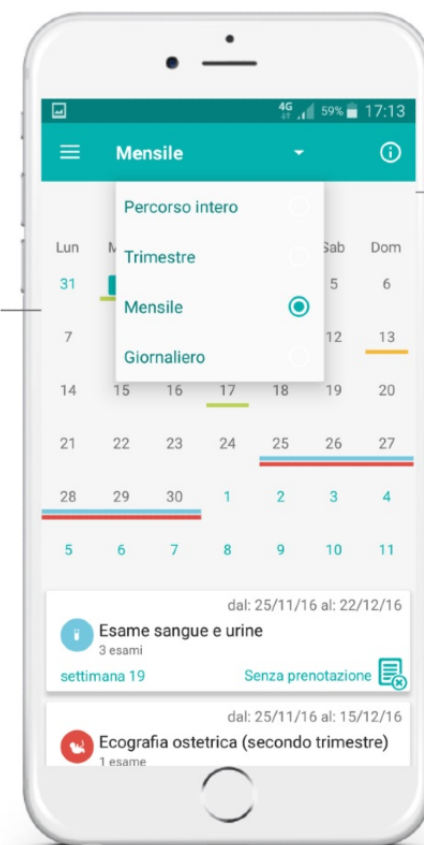 4G 59% 17:13
Mensile
Percorso intero
Trimestre
Mensile
Giornaliero
Lun M Sab Dom
31 5 6
7 12 13
14 15 16 17 18 19 20
21 22 23 24 25 26 27
28 29 30 1 2 3 4
5 6 7 8 9 10 11
dal: 25/11/16 al: 22/12/16
Esame sangue e urine
3 esami
settimana 19 Senza prenotazione
dal: 25/11/16 al: 15/12/16
Ecografia ostetrica (secondo trimestre)
1 esame